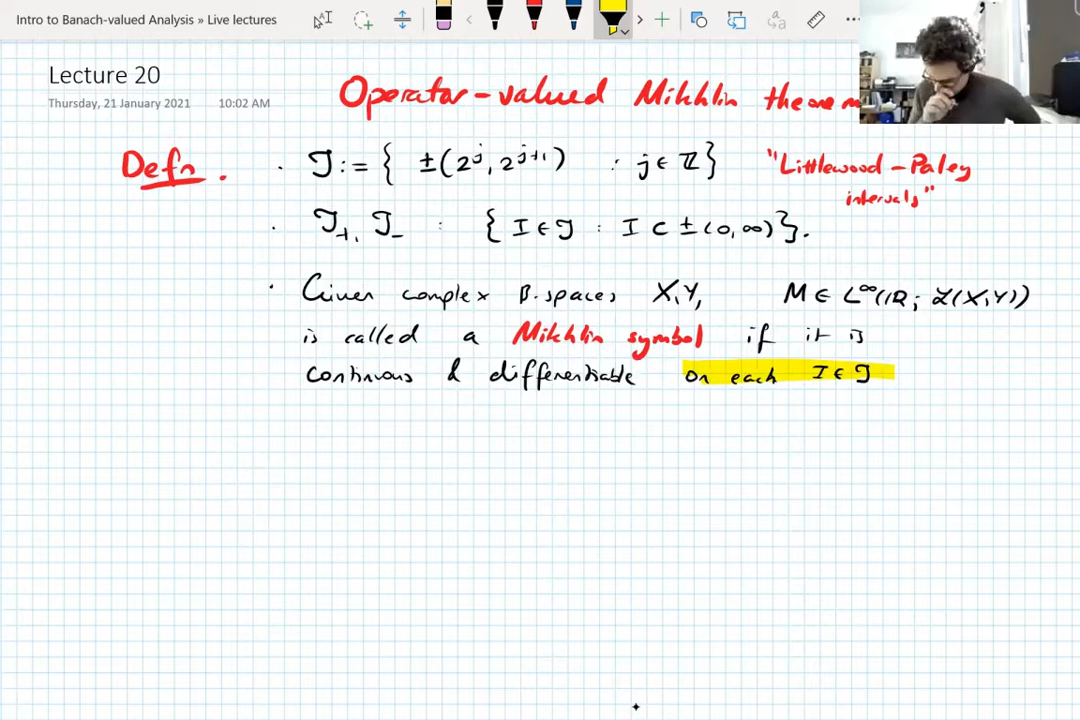 Intro to Banach-valued Analysis » Live lectures
Lecture 20
Thursday, 21 January 2021 10:02 AM
Operator-valued Mikhlin theorem
Defn. · J := { ±(2^j, 2^{j+1}) : j ∈ ℤ } "Littlewood-Paley
intervals"
· J₊, J₋ : { I ∈ J : I ⊂ ±(0, ∞) }.
· Given complex B. spaces X, Y, M ∈ L^∞(ℝ; L(X, Y))
is called a Mikhlin symbol if it is
continuous & differentiable on each I ∈ J